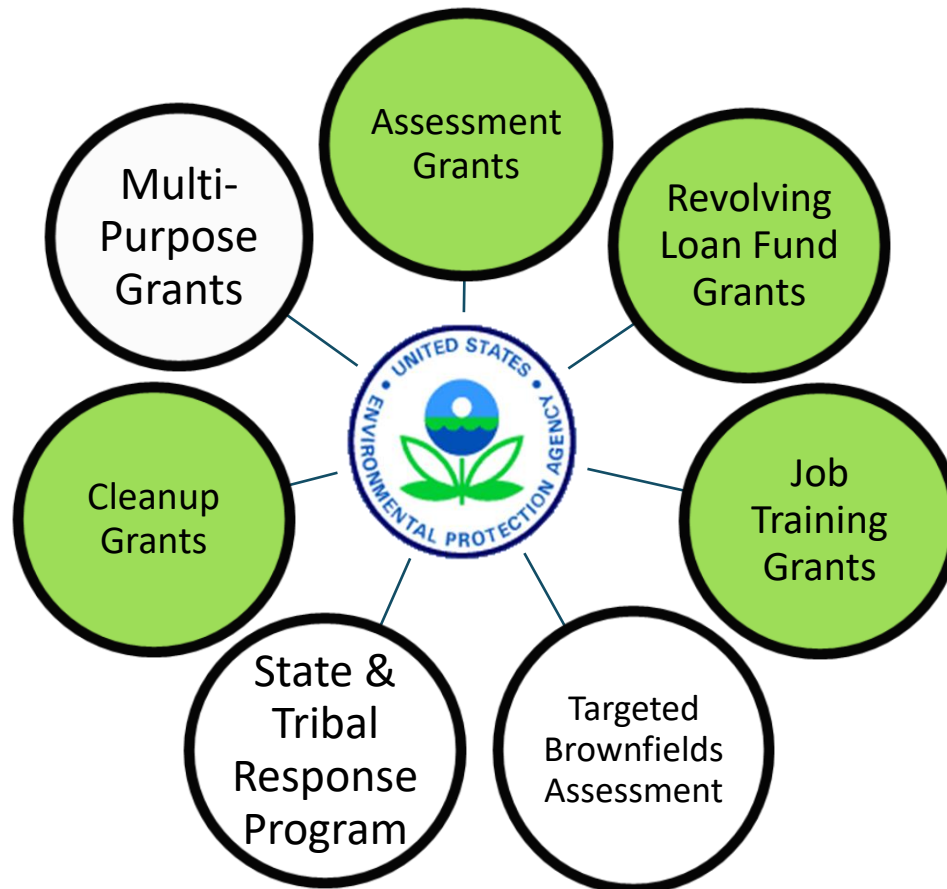 Assessment
Grants
Multi-
Purpose
Grants
Revolving
Loan Fund
Grants
UNITED STATES
ENVIRONMENTAL PROTECTION AGENCY
Cleanup
Grants
Job
Training
Grants
State &
Tribal
Response
Program
Targeted
Brownfields
Assessment